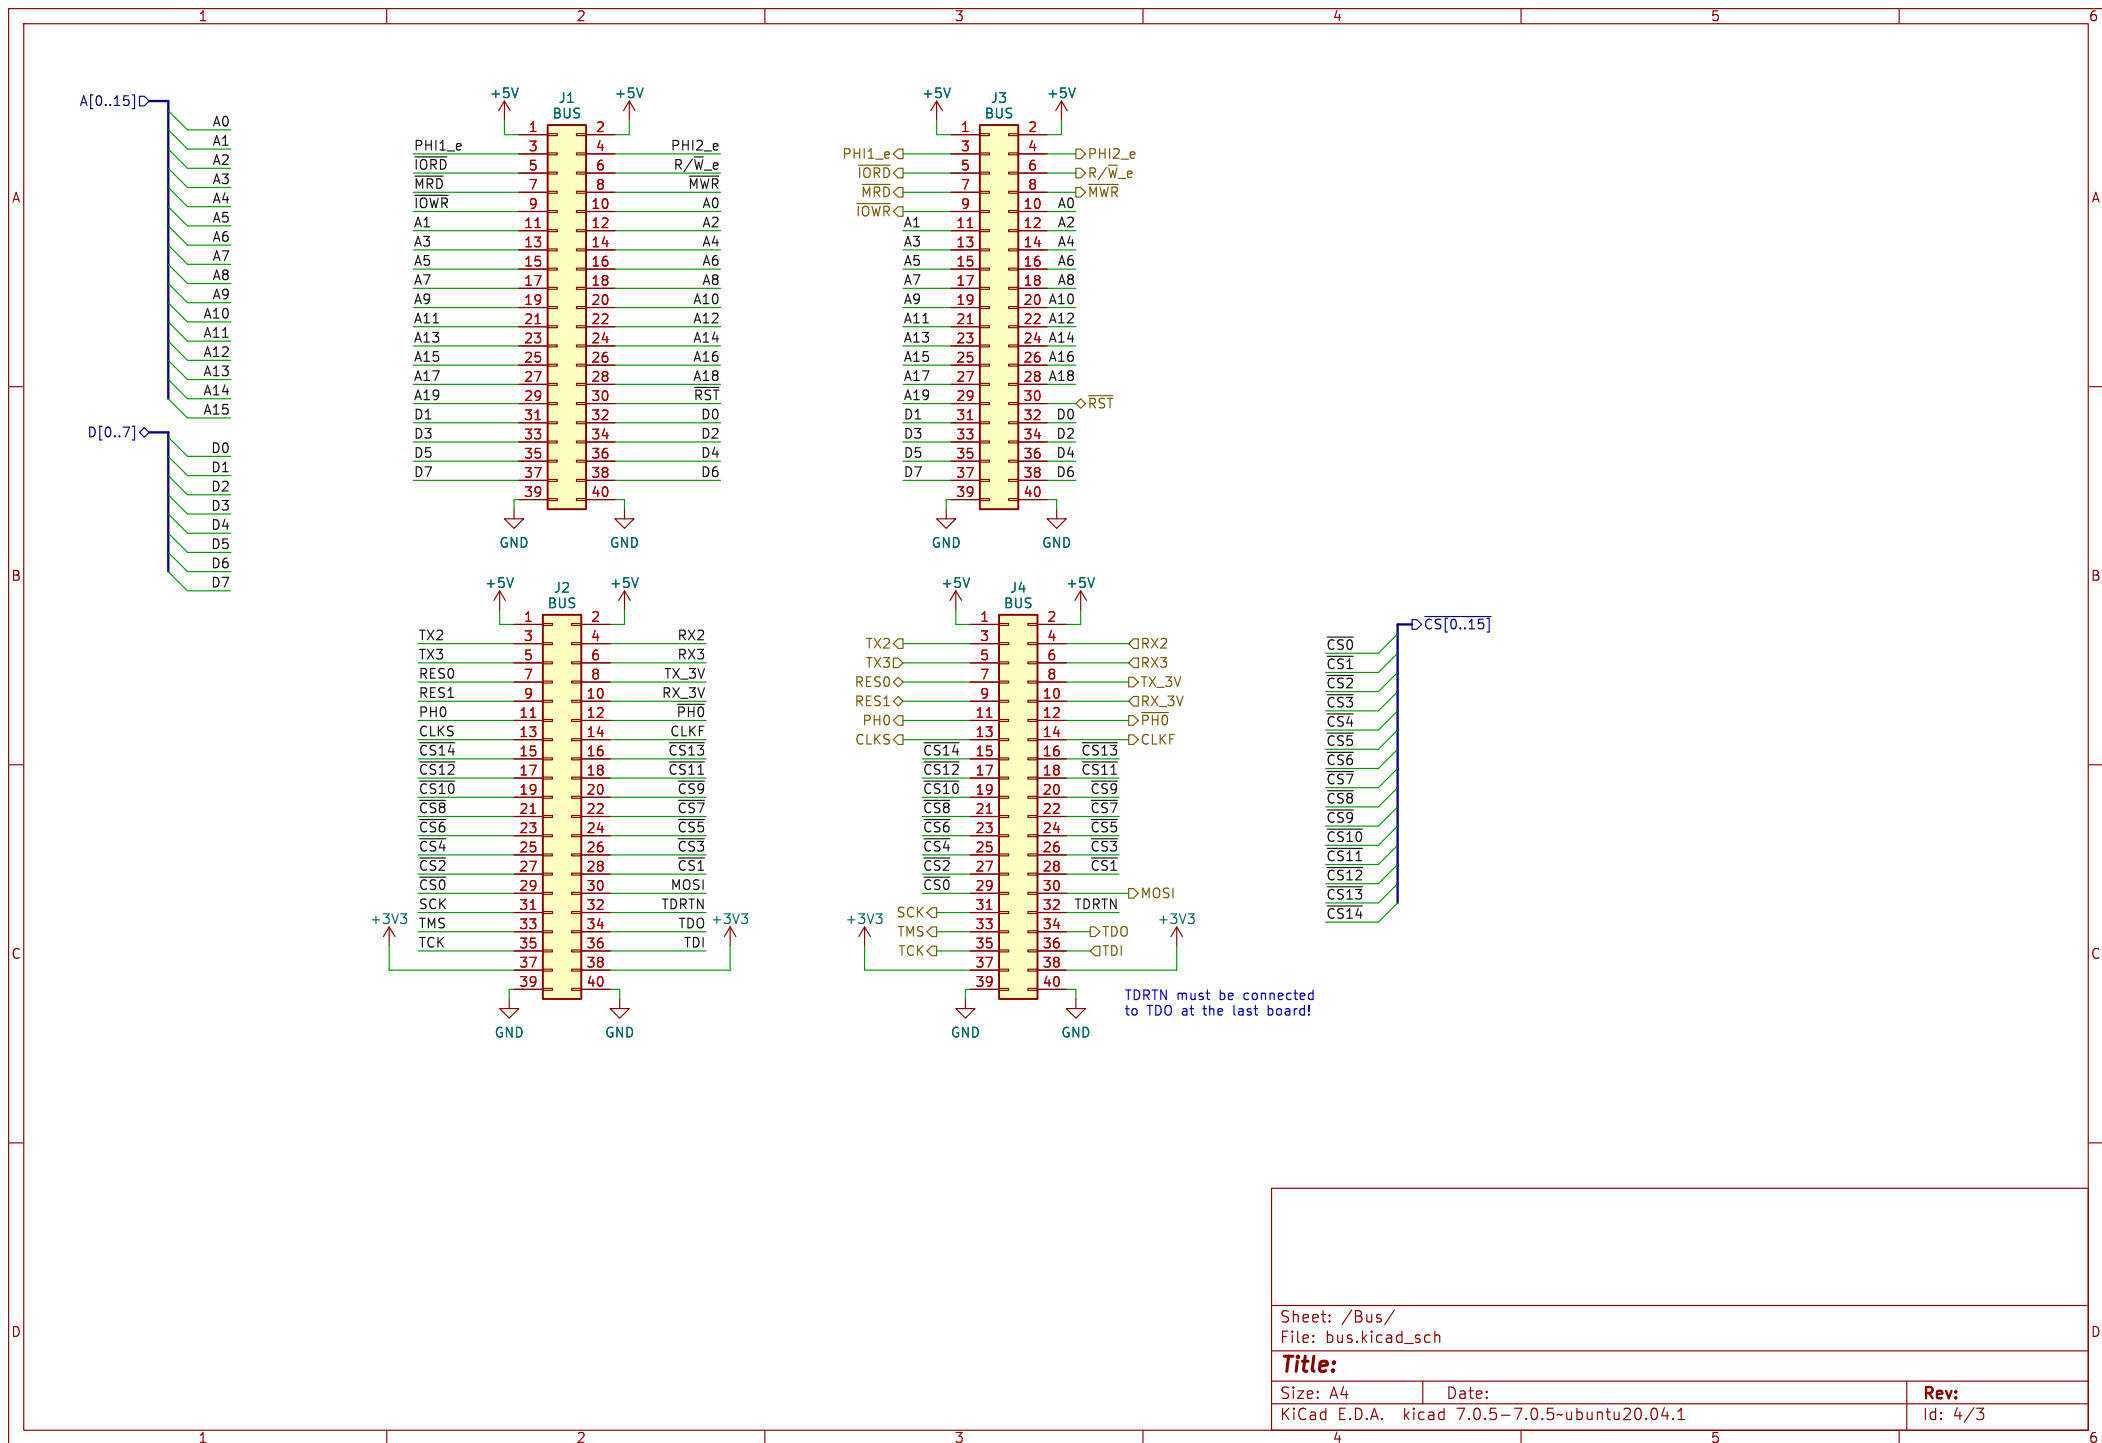 1 2 3 4 5 6
A
B
C
D
A[0..15]
A0
A1
A2
A3
A4
A5
A6
A7
A8
A9
A10
A11
A12
A13
A14
A15
D[0..7]
D0
D1
D2
D3
D4
D5
D6
D7
+5V J1 +5V
BUS
1 2
PHI1_e 3 4 PHI2_e
IORD 5 6 R/W_e
MRD 7 8 MWR
IOWR 9 10 A0
A1 11 12 A2
A3 13 14 A4
A5 15 16 A6
A7 17 18 A8
A9 19 20 A10
A11 21 22 A12
A13 23 24 A14
A15 25 26 A16
A17 27 28 A18
A19 29 30 RST
D1 31 32 D0
D3 33 34 D2
D5 35 36 D4
D7 37 38 D6
39 40
GND GND
+5V J3 +5V
BUS
1 2
PHI1_e 3 4 PHI2_e
IORD 5 6 R/W_e
MRD 7 8 MWR
IOWR 9 10 A0
A1 11 12 A2
A3 13 14 A4
A5 15 16 A6
A7 17 18 A8
A9 19 20 A10
A11 21 22 A12
A13 23 24 A14
A15 25 26 A16
A17 27 28 A18
A19 29 30 RST
D1 31 32 D0
D3 33 34 D2
D5 35 36 D4
D7 37 38 D6
39 40
GND GND
+5V J2 +5V
BUS
1 2
TX2 3 4 RX2
TX3 5 6 RX3
RES0 7 8 TX_3V
RES1 9 10 RX_3V
PH0 11 12 PH0
CLKS 13 14 CLKF
CS14 15 16 CS13
CS12 17 18 CS11
CS10 19 20 CS9
CS8 21 22 CS7
CS6 23 24 CS5
CS4 25 26 CS3
CS2 27 28 CS1
CS0 29 30 MOSI
SCK 31 32 TDRTN
+3V3 TMS 33 34 TDO +3V3
TCK 35 36 TDI
37 38
39 40
GND GND
+5V J4 +5V
BUS
1 2
TX2 3 4 RX2
TX3 5 6 RX3
RES0 7 8 TX_3V
RES1 9 10 RX_3V
PH0 11 12 PH0
CLKS 13 14 CLKF
CS14 15 16 CS13
CS12 17 18 CS11
CS10 19 20 CS9
CS8 21 22 CS7
CS6 23 24 CS5
CS4 25 26 CS3
CS2 27 28 CS1
CS0 29 30 MOSI
SCK 31 32 TDRTN
+3V3 TMS 33 34 TDO +3V3
TCK 35 36 TDI
37 38
39 40
GND GND
TDRTN must be connected
to TDO at the last board!
CS[0..15]
CS0
CS1
CS2
CS3
CS4
CS5
CS6
CS7
CS8
CS9
CS10
CS11
CS12
CS13
CS14
A
B
C
D
Sheet: /Bus/
File: bus.kicad_sch
Title:
Size: A4 Date: Rev:
KiCad E.D.A. kicad 7.0.5-7.0.5~ubuntu20.04.1 Id: 4/3
1 2 3 4 5 6